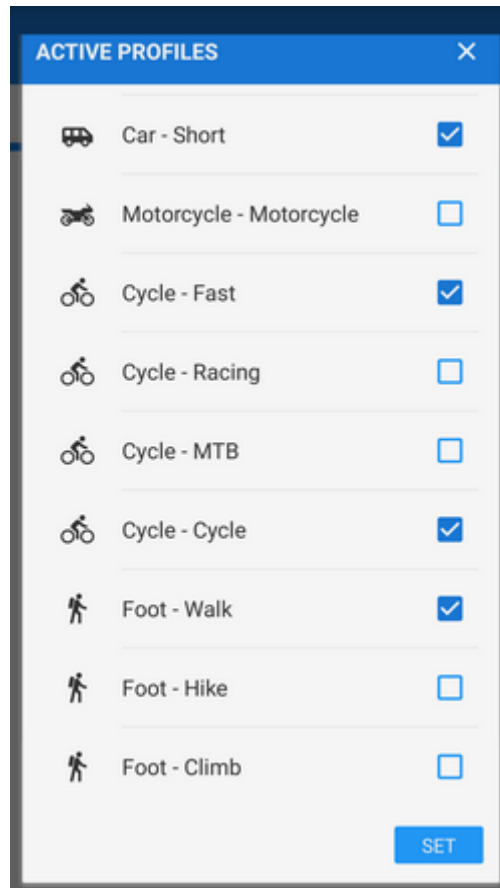 ACTIVE PROFILES
Car - Short
Motorcycle - Motorcycle
Cycle - Fast
Cycle - Racing
Cycle - MTB
Cycle - Cycle
Foot - Walk
Foot - Hike
Foot - Climb
SET